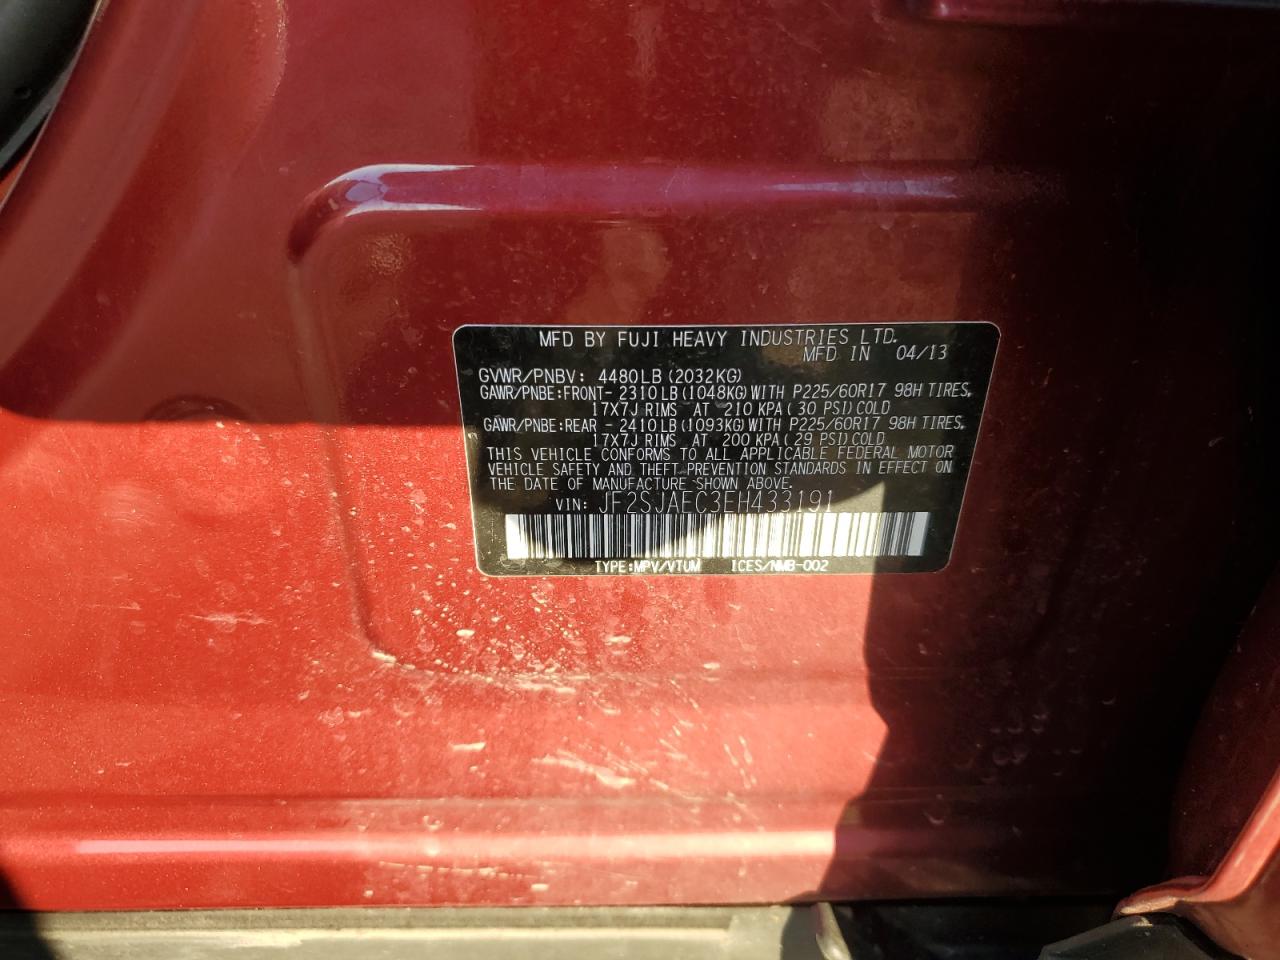 MFD BY FUJI HEAVY INDUSTRIES LTD.
MFD IN 04/13
GVWR/PNBV: 4480LB(2032KG)
GAWR/PNBE:FRONT- 2310LB(1048KG)WITH P225/60R17 98H TIRES,
17X7J RIMS AT 210 KPA(30 PSI)COLD
GAWR/PNBE:REAR - 2410LB(1093KG)WITH P225/60R17 98H TIRES,
17X7J RIMS AT 200 KPA(29 PSI)COLD
THIS VEHICLE CONFORMS TO ALL APPLICABLE FEDERAL MOTOR
VEHICLE SAFETY AND THEFT PREVENTION STANDARDS IN EFFECT ON
THE DATE OF MANUFACTURE SHOWN ABOVE.
VIN: JF2SJAEC3EH433191
TYPE:MPV/VTUM ICES/NMB-002